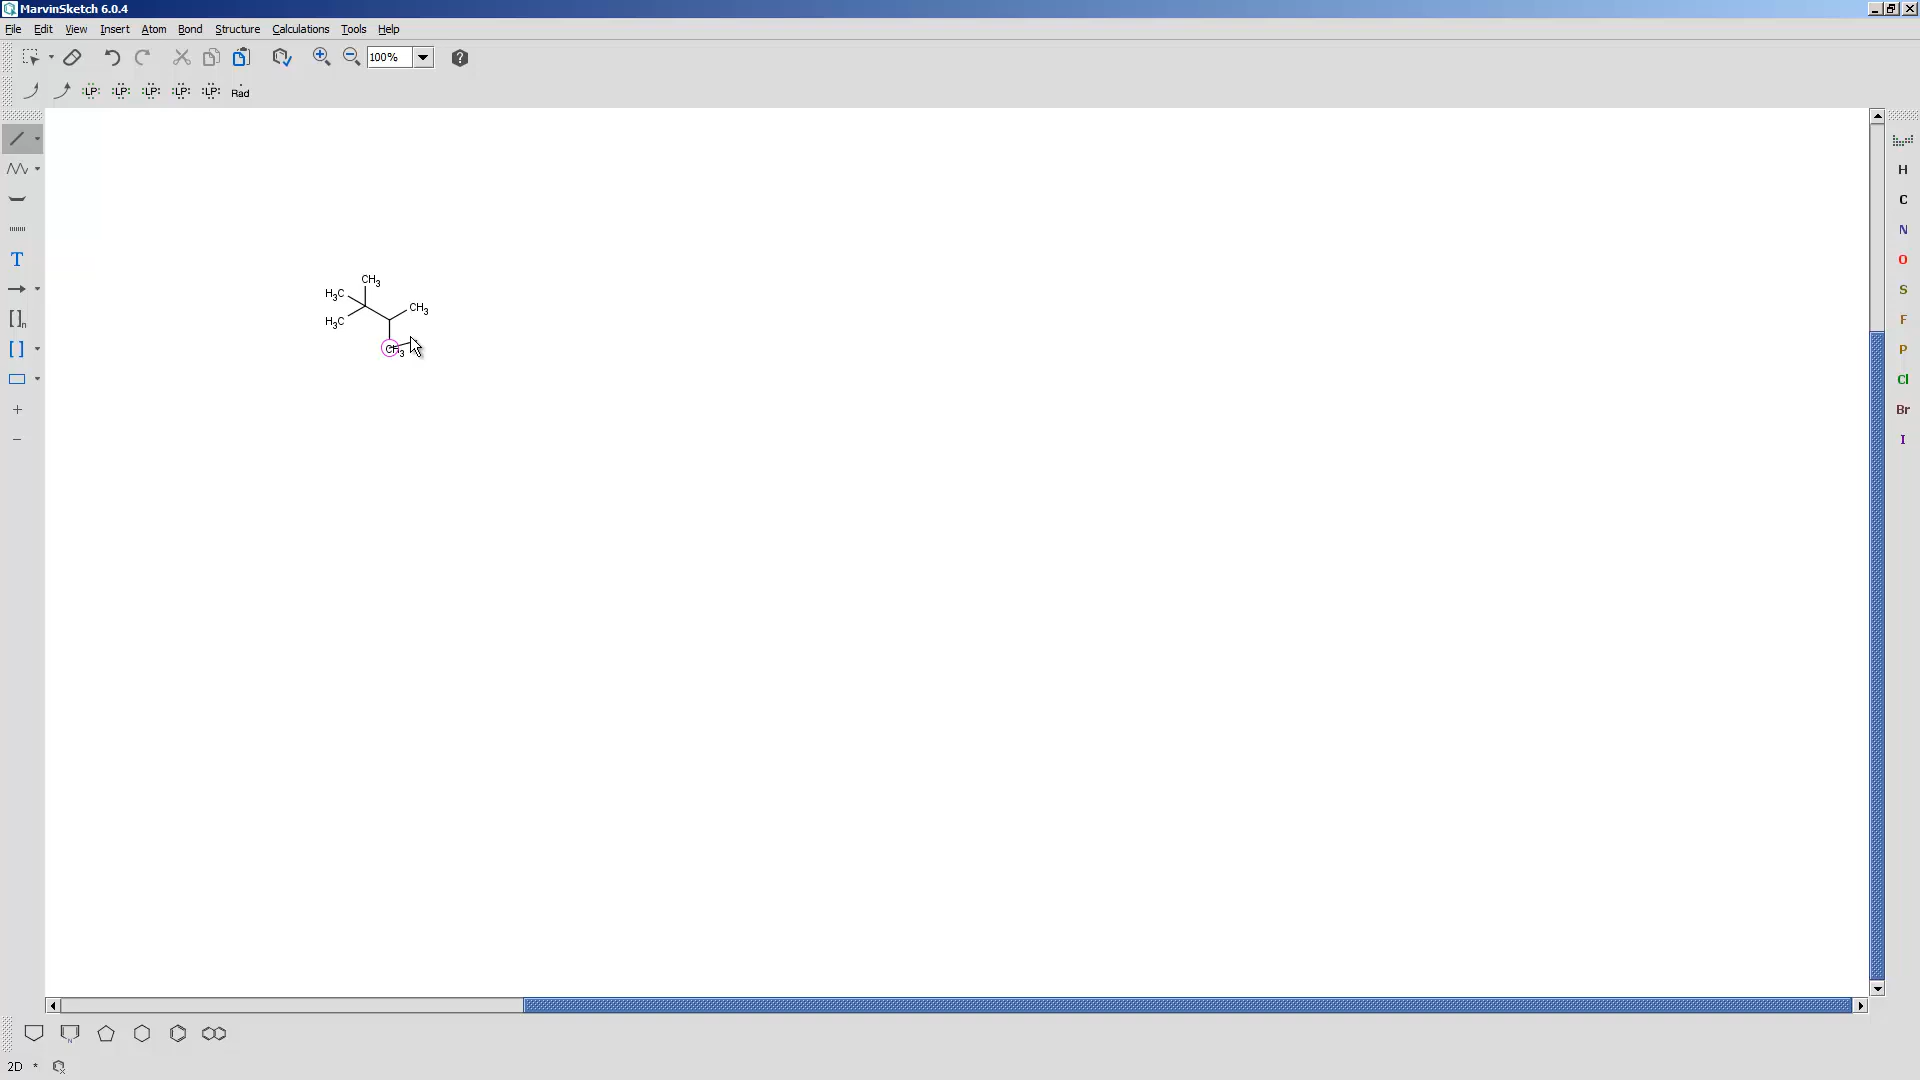 MarvinSketch 6.0.4
File Edit View Insert Atom Bond Structure Calculations Tools Help
100%
LP LP LP LP LP Rad
T
[ ]n
H
C
N
O
S
F
P
Cl
Br
I
CH3
H3C
CH3
H3C
CH3
N
2D *